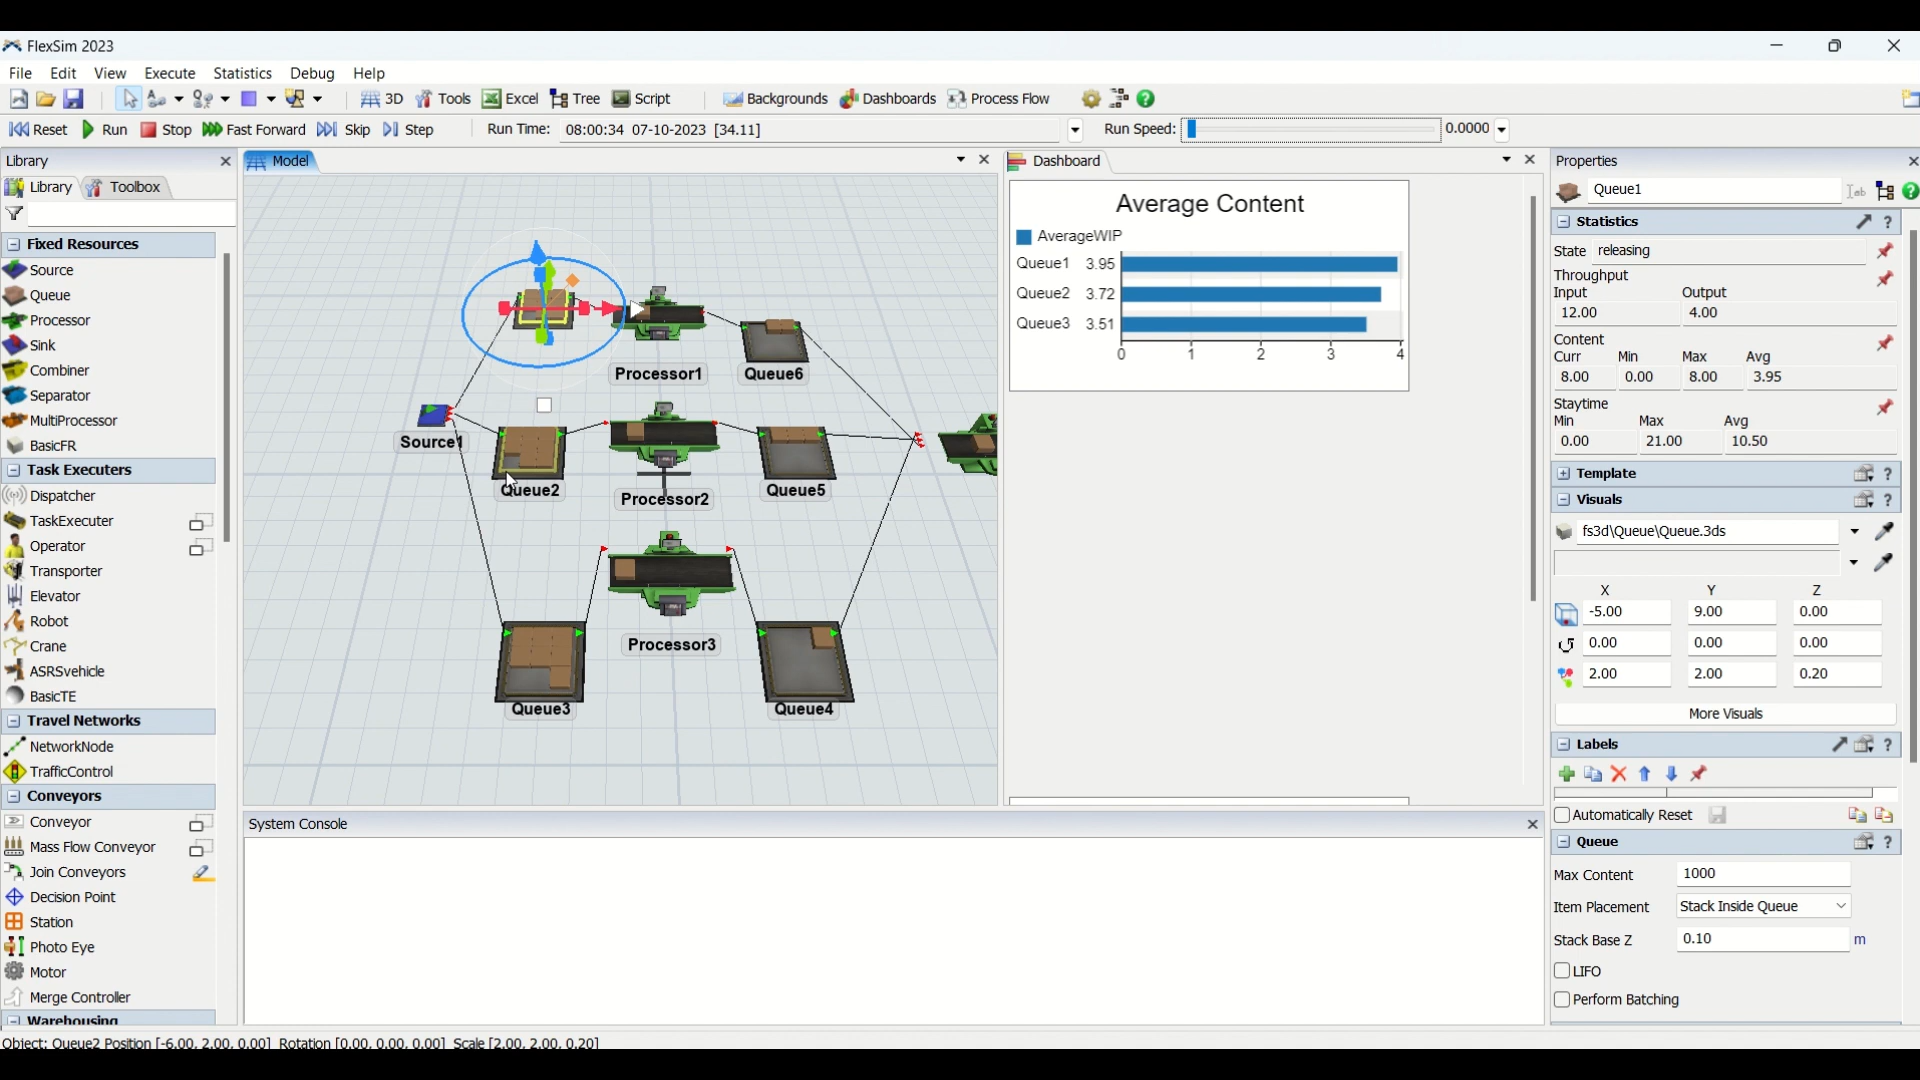 FlexSim 2023
File Edit View Execute Statistics Debug Help
3D Tools Excel Tree Script Backgrounds Dashboards Process Flow
Reset Run Stop Fast Forward Skip Step Run Time: 08:00:34 07-10-2023 [34.11] Run Speed: 0.0000
Library
Library Toolbox
Fixed Resources
Source
Queue
Processor
Sink
Combiner
Separator
MultiProcessor
BasicFR
Task Executers
Dispatcher
TaskExecuter
Operator
Transporter
Elevator
Robot
Crane
ASRSvehicle
BasicTE
Travel Networks
NetworkNode
TrafficControl
Conveyors
Conveyor
Mass Flow Conveyor
Join Conveyors
Decision Point
Station
Photo Eye
Motor
Merge Controller
Warehousing
Model
Processor1 Queue6
Source1
Queue2 Processor2 Queue5
Processor3
Queue3 Queue4
Dashboard
Average Content
AverageWIP
Queue1 3.95
Queue2 3.72
Queue3 3.51
0 1 2 3 4
System Console
Properties
Queue1
Statistics
State releasing
Throughput
Input Output
12.00 4.00
Content
Curr Min Max Avg
8.00 0.00 8.00 3.95
Staytime
Min Max Avg
0.00 21.00 10.50
Template
Visuals
fs3d\Queue\Queue.3ds
X Y Z
-5.00 9.00 0.00
0.00 0.00 0.00
2.00 2.00 0.20
More Visuals
Labels
Automatically Reset
Queue
Max Content 1000
Item Placement Stack Inside Queue
Stack Base Z 0.10 m
LIFO
Perform Batching
Object: Queue2 Position [-6.00, 2.00, 0.00] Rotation [0.00, 0.00, 0.00] Scale [2.00, 2.00, 0.20]